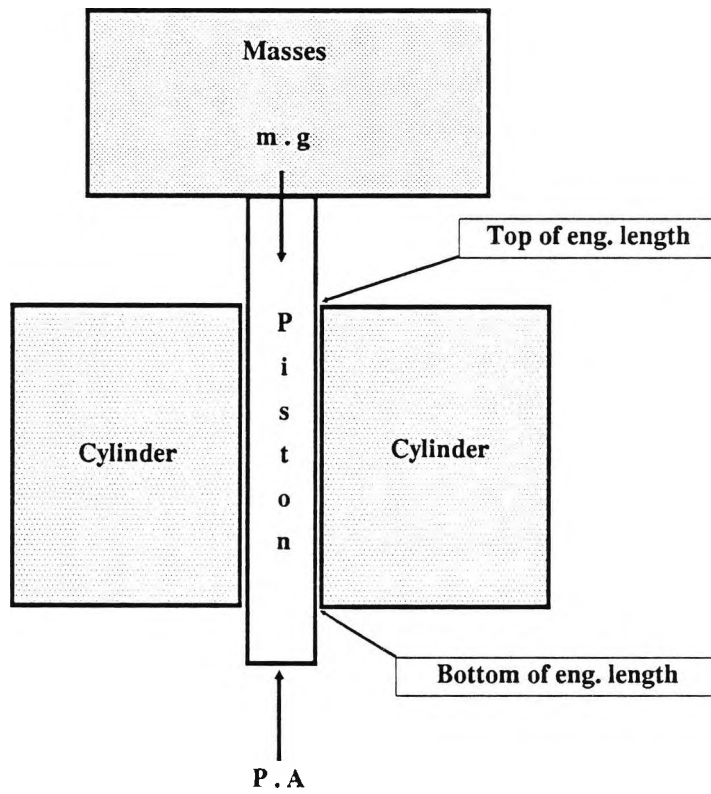 Masses
m . g
Top of eng. length
P
i
s
t
o
n
Cylinder
Cylinder
Bottom of eng. length
P . A